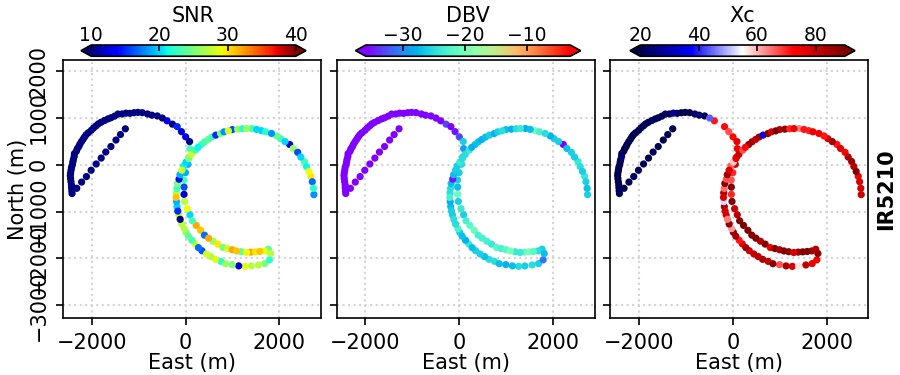 SNR DBV Xc
10 20 30 40 −30 −20 −10 20 40 60 80
2000
1000
0
−1000
−2000
−3000
North (m)
IR5210
−2000 0 2000 −2000 0 2000 −2000 0 2000
East (m) East (m) East (m)